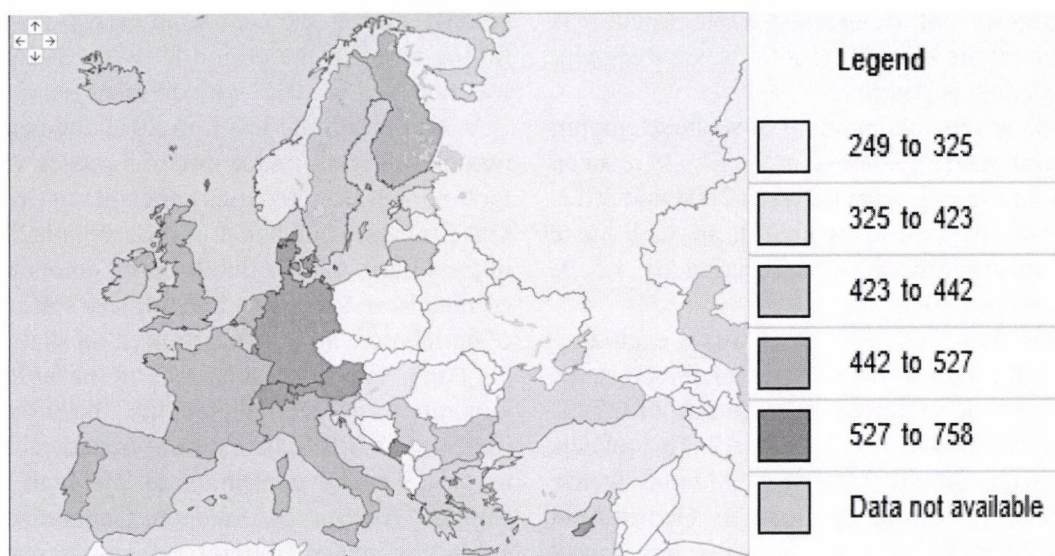 Legend
249 to 325
325 to 423
423 to 442
442 to 527
527 to 758
Data not available